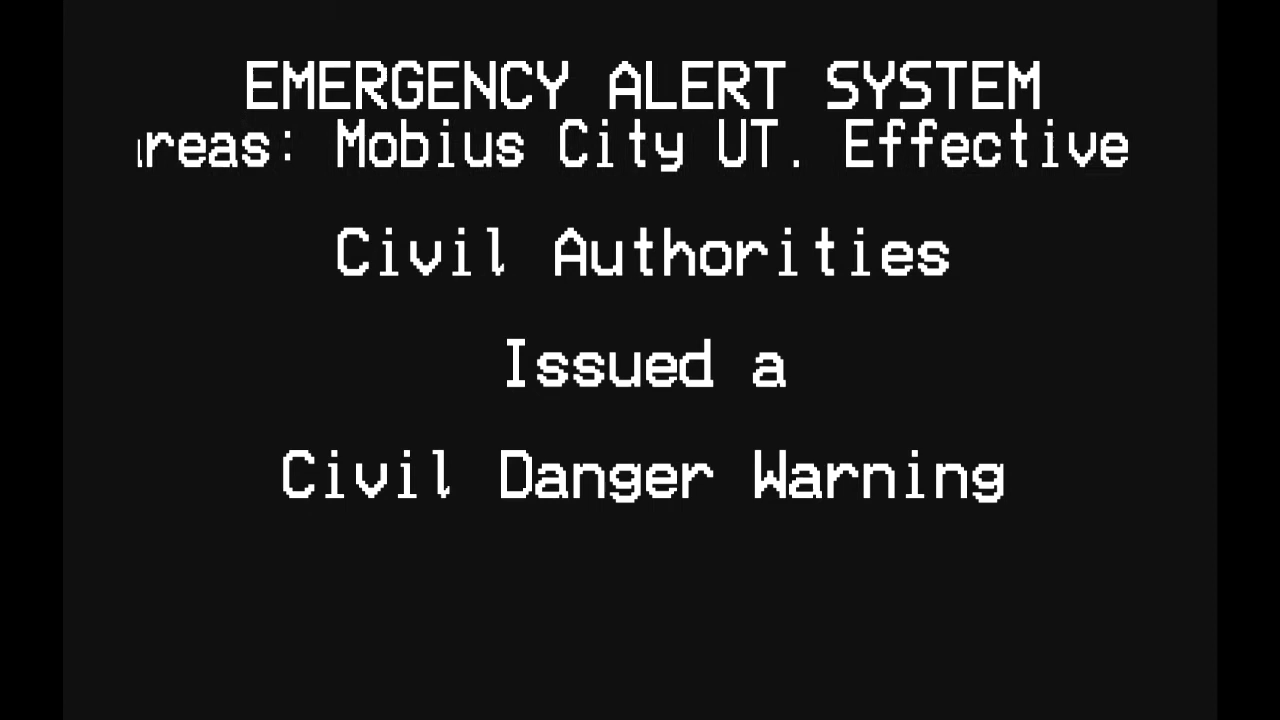 EMERGENCY ALERT SYSTEM
reas: Mobius City UT. Effective
Civil Authorities
Issued a
Civil Danger Warning